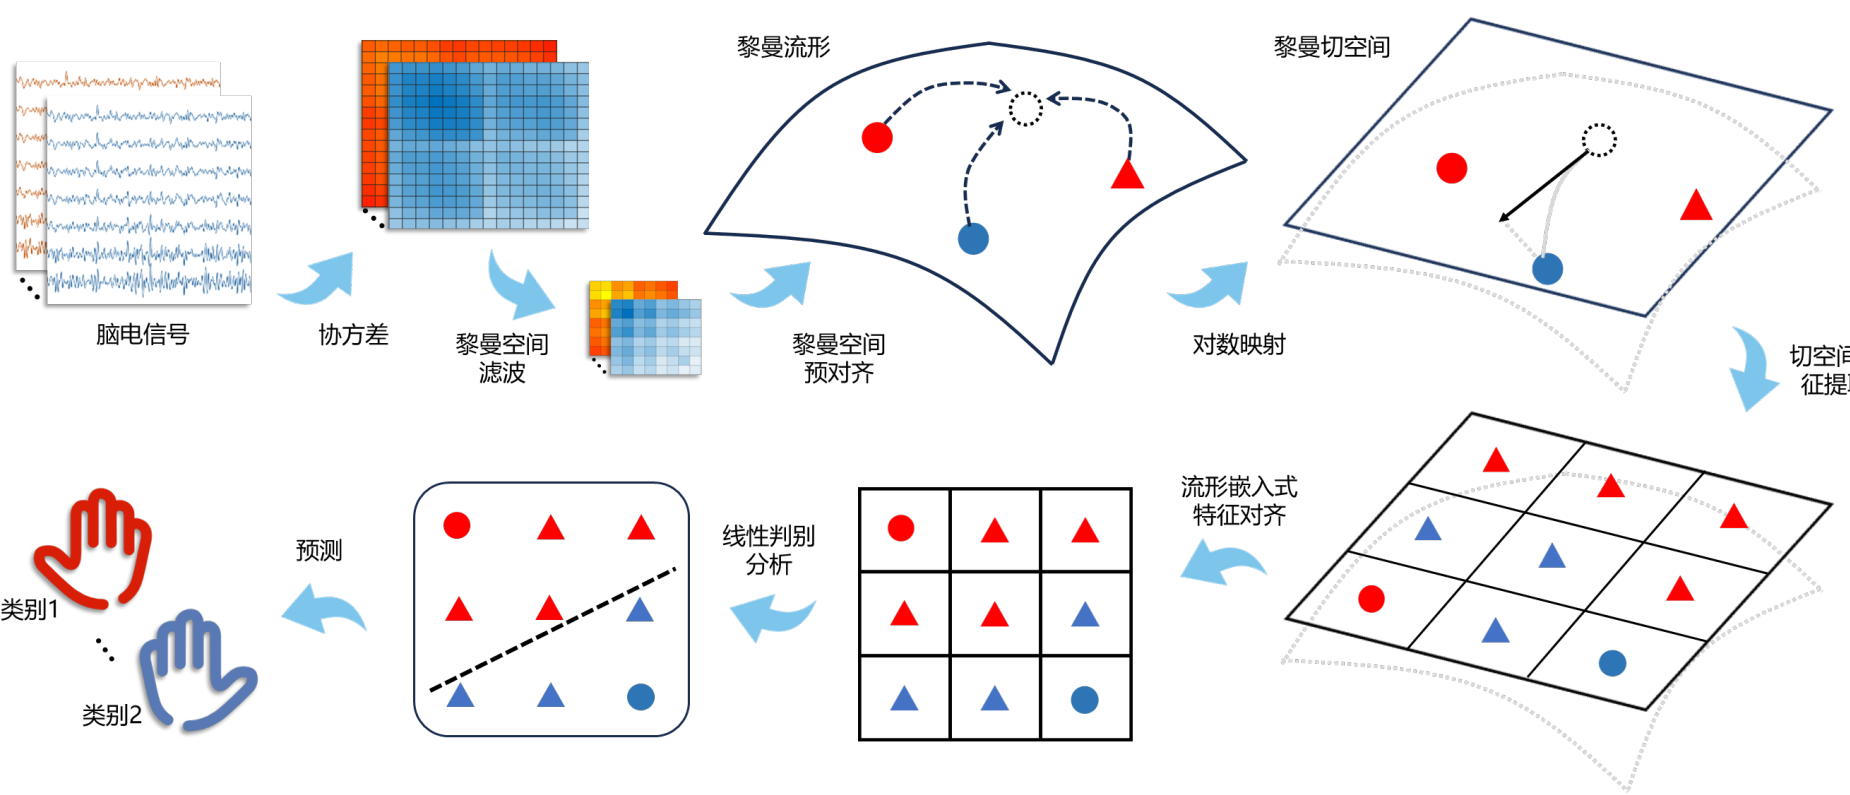 黎曼流形
黎曼切空间
脑电信号
协方差
黎曼空间
滤波
黎曼空间
预对齐
对数映射
切空间
征提
流形嵌入式
特征对齐
线性判别
分析
预测
类别1
类别2